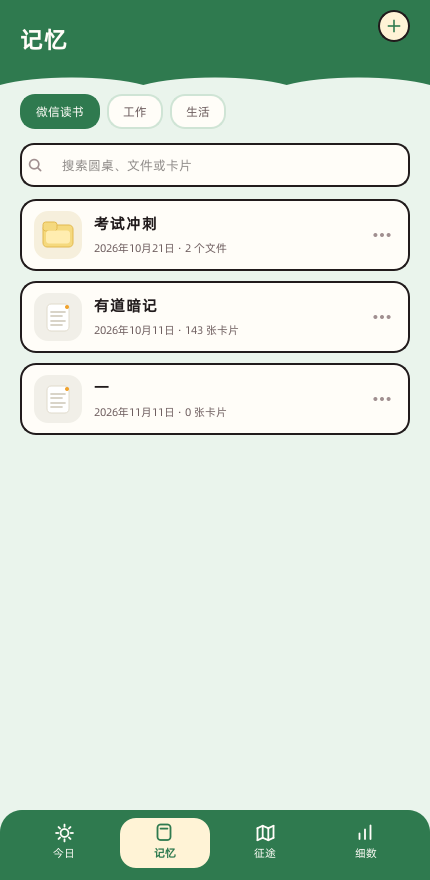 记忆
微信读书
工作
生活
搜索圆桌、文件或卡片
考试冲刺
2026年10月21日 · 2 个文件
有道暗记
2026年10月11日 · 143 张卡片
一
2026年11月11日 · 0 张卡片
今日
记忆
征途
细数